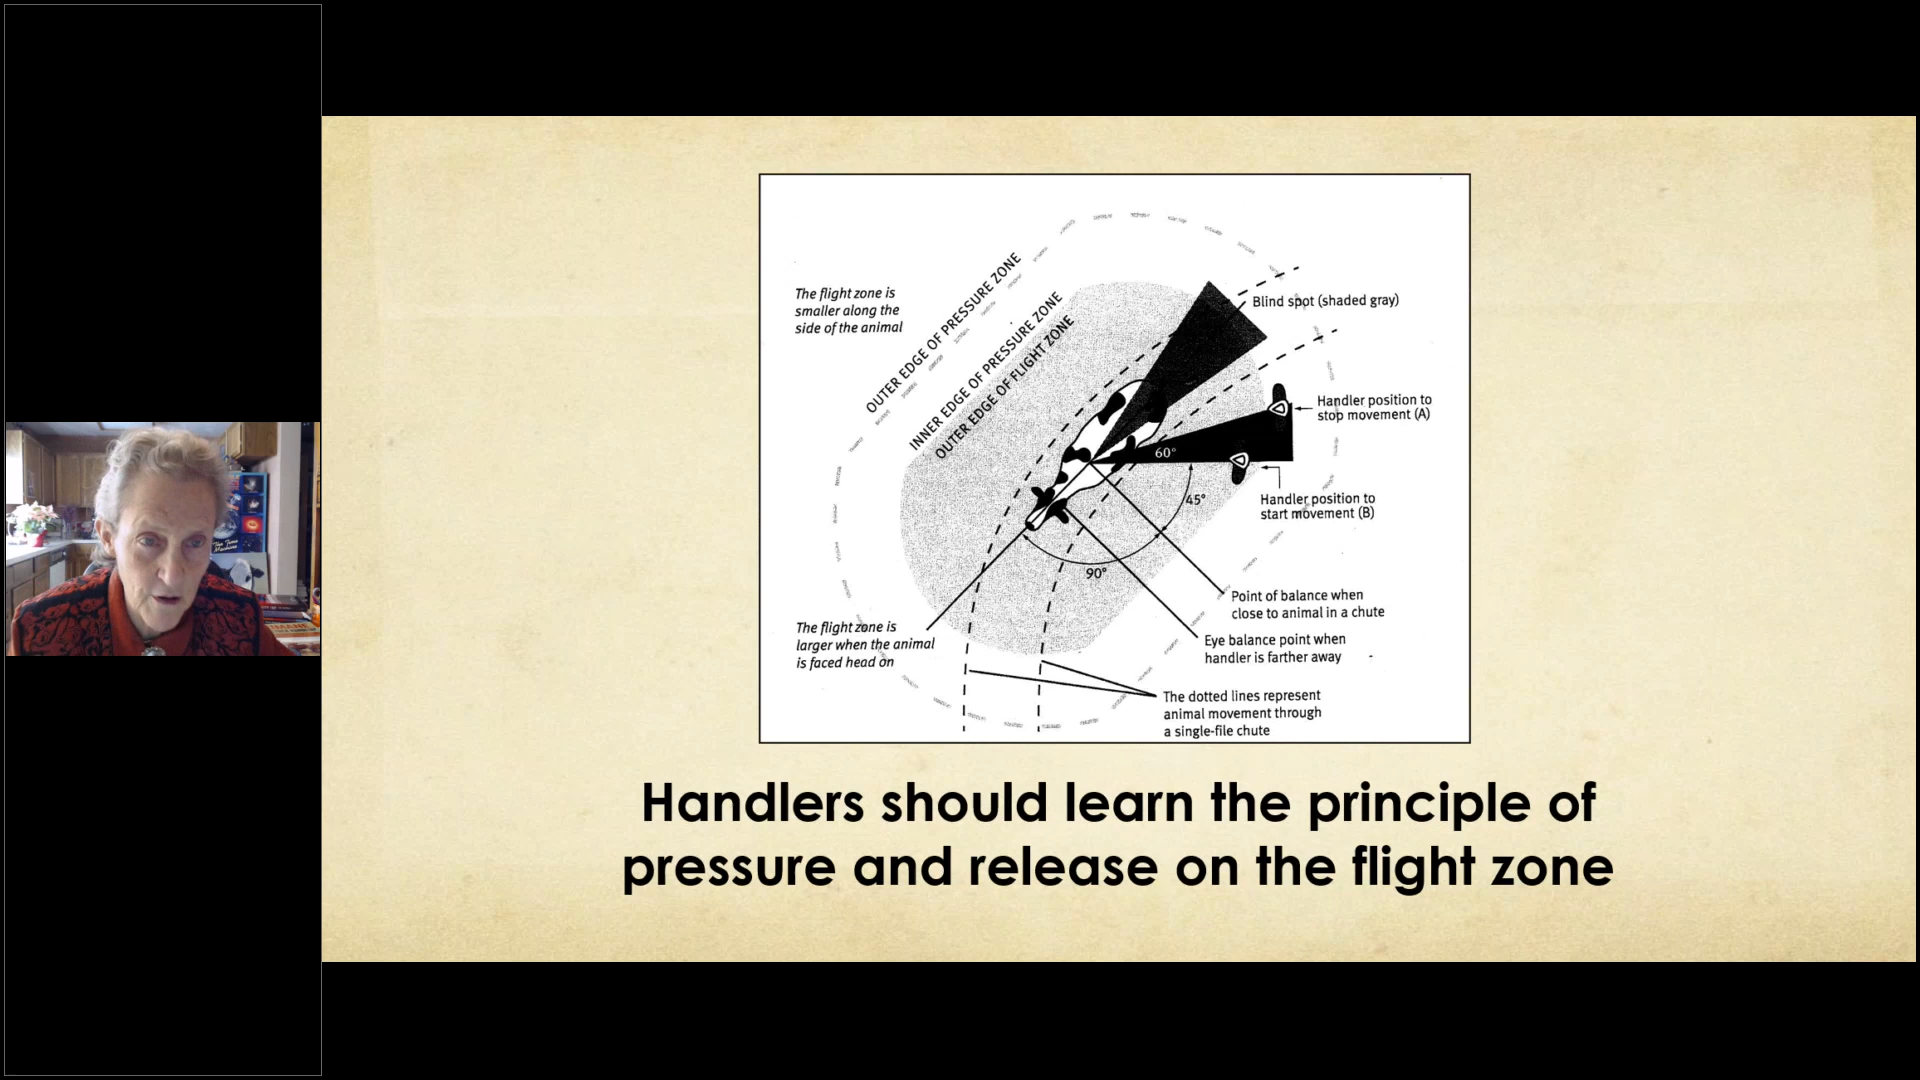 The Time
Machine
MANE
The flight zone is
smaller along the
side of the animal
OUTER EDGE OF PRESSURE ZONE
INNER EDGE OF PRESSURE ZONE
OUTER EDGE OF FLIGHT ZONE
Blind spot (shaded gray)
Handler position to
stop movement (A)
60°
45°
Handler position to
start movement (B)
90°
Point of balance when
close to animal in a chute
The flight zone is
larger when the animal
is faced head on
Eye balance point when
handler is farther away
The dotted lines represent
animal movement through
a single-file chute
Handlers should learn the principle of
pressure and release on the flight zone